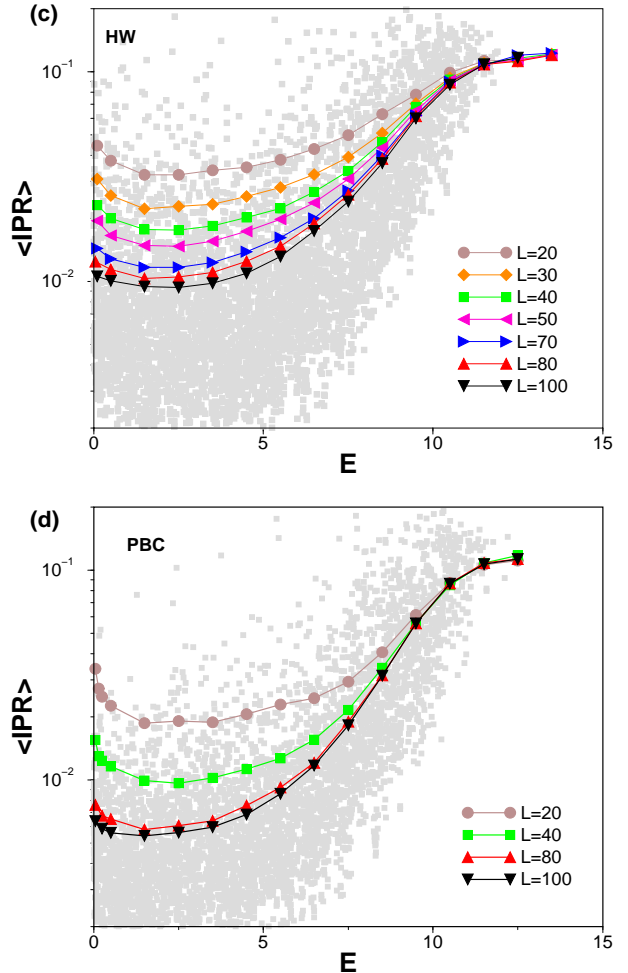 (c)
HW
10⁻¹
10⁻²
<IPR>
L=20
L=30
L=40
L=50
L=70
L=80
L=100
0 5 10 15
E
(d)
PBC
10⁻¹
10⁻²
<IPR>
L=20
L=40
L=80
L=100
0 5 10 15
E